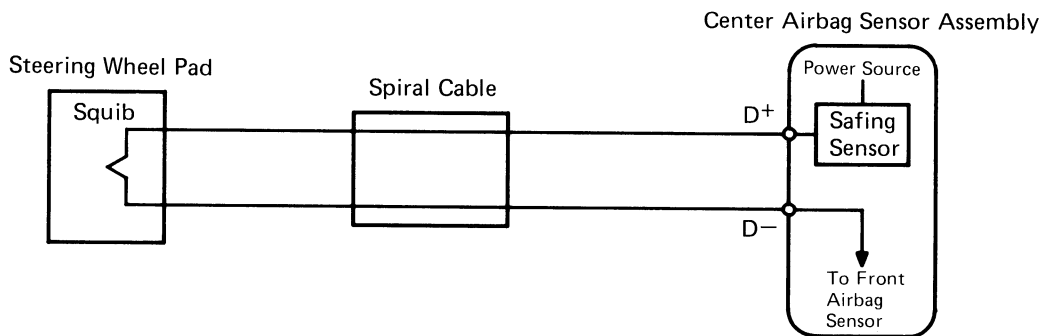 Center Airbag Sensor Assembly
Steering Wheel Pad
Squib
Spiral Cable
Power Source
D+
Safing
Sensor
D−
To Front
Airbag
Sensor